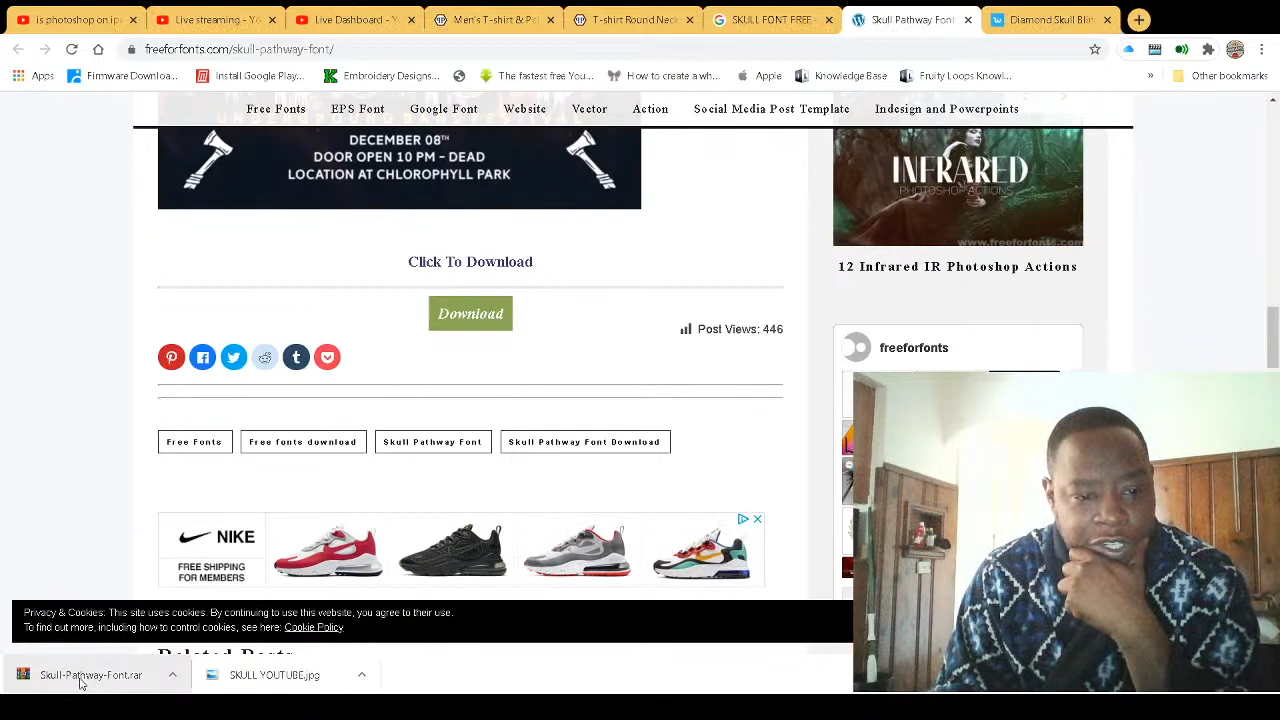 is photoshop on ipa
Live streaming - Yo
Live Dashboard - Yo
Men's T-shirt & Pol
T-shirt Round Neck
SKULL FONT FREE
Skull Pathway Font
Diamond Skull Blin
freeforfonts.com/skull-pathway-font/
Apps
Firmware Downloa...
Install Google Play...
Embroidery Designs...
The fastest free You...
How to create a wh...
Apple
Knowledge Base
Fruity Loops Knowl...
»
Other bookmarks
Free Fonts
EPS Font
Google Font
Website
Vector
Action
Social Media Post Template
Indesign and Powerpoints
DECEMBER 08TH
DOOR OPEN 10 PM - DEAD
LOCATION AT CHLOROPHYLL PARK
INFRARED
PHOTOSHOP ACTIONS
www.freeforfonts.com
12 Infrared IR Photoshop Actions
Click To Download
Download
Post Views: 446
freeforfonts
Free Fonts
Free fonts download
Skull Pathway Font
Skull Pathway Font Download
NIKE
FREE SHIPPING
FOR MEMBERS
Privacy & Cookies: This site uses cookies. By continuing to use this website, you agree to their use.
To find out more, including how to control cookies, see here: Cookie Policy
Related Posts
Skull-Pathway-Font.rar
SKULL YOUTUBE.jpg